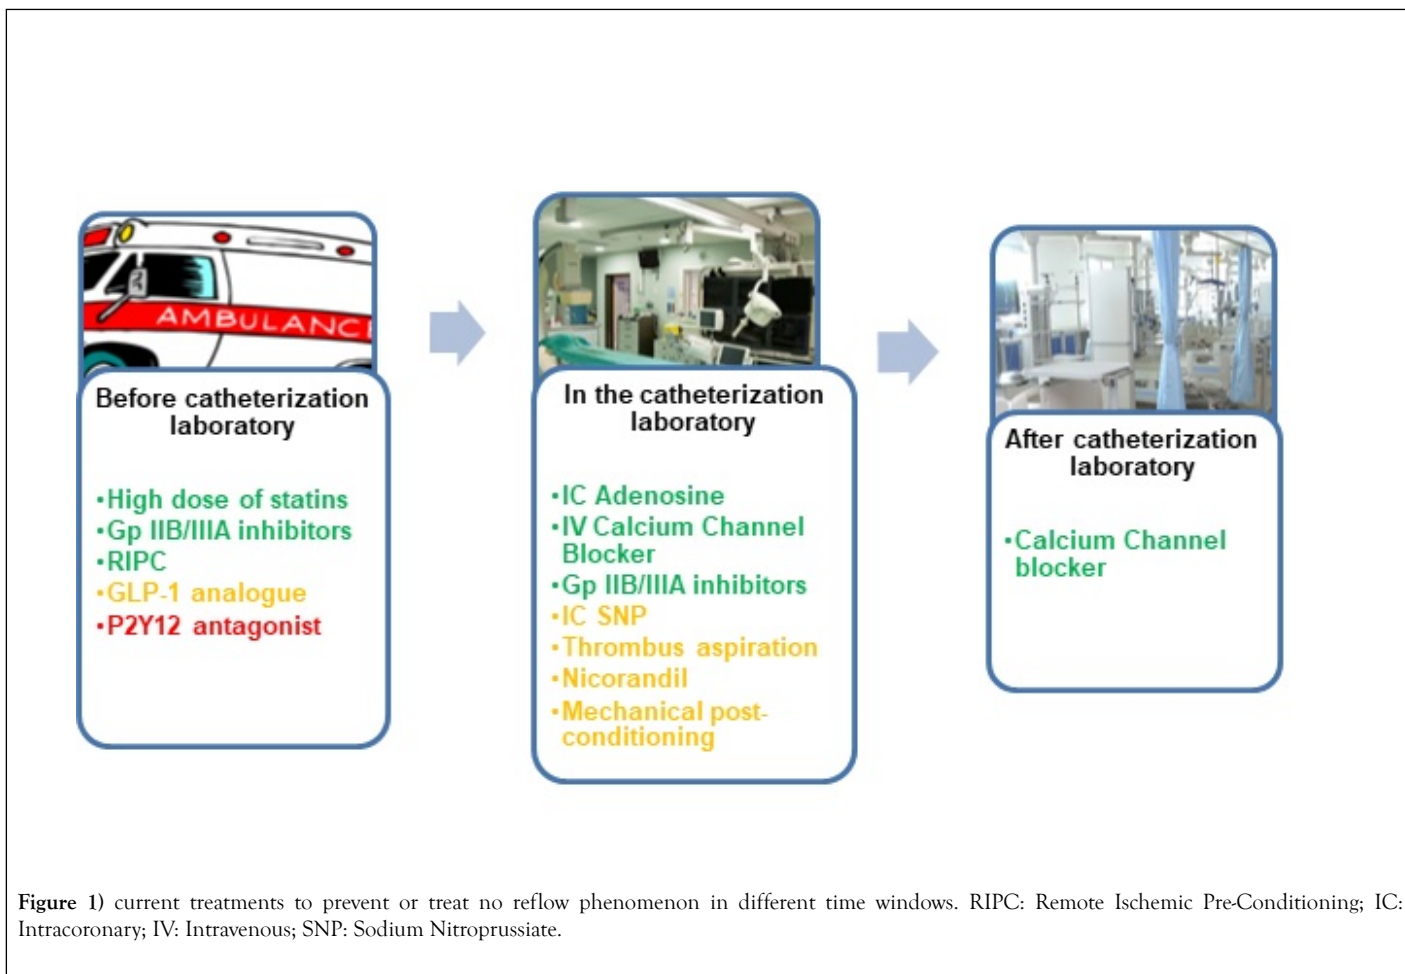 AMBULANC
Before catheterization
laboratory
•High dose of statins
•Gp IIB/IIIA inhibitors
•RIPC
•GLP-1 analogue
•P2Y12 antagonist
In the catheterization
laboratory
•IC Adenosine
•IV Calcium Channel
Blocker
•Gp IIB/IIIA inhibitors
•IC SNP
•Thrombus aspiration
•Nicorandil
•Mechanical post-
conditioning
After catheterization
laboratory
•Calcium Channel
blocker
Figure 1) current treatments to prevent or treat no reflow phenomenon in different time windows. RIPC: Remote Ischemic Pre-Conditioning; IC:
Intracoronary; IV: Intravenous; SNP: Sodium Nitroprussiate.